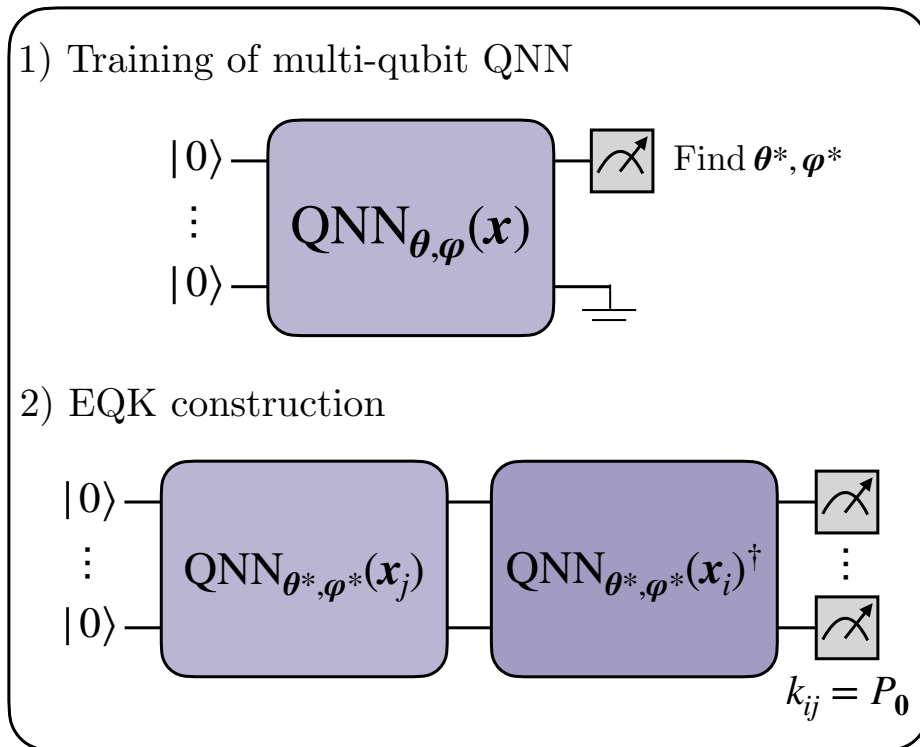 1) Training of multi-qubit QNN
|0⟩
⋮
|0⟩
QNN_{θ,φ}(x)
Find θ*, φ*
2) EQK construction
|0⟩
⋮
|0⟩
QNN_{θ*,φ*}(x_j)
QNN_{θ*,φ*}(x_i)^†
⋮
k_{ij} = P_0